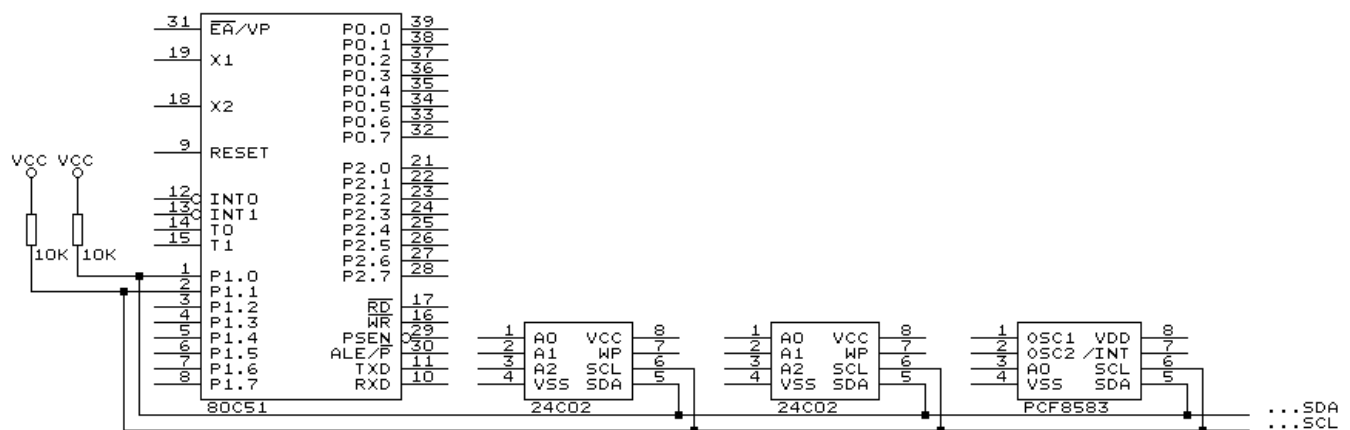 31 EA/VP P0.0 39
P0.1 38
19 X1 P0.2 37
P0.3 36
P0.4 35
18 X2 P0.5 34
P0.6 33
P0.7 32
9 RESET
VCC VCC
P2.0 21
P2.1 22
12 INT0 P2.2 23
13 INT1 P2.3 24
14 T0 P2.4 25
15 T1 P2.5 26
10K 10K
P2.6 27
1 P1.0 P2.7 28
2 P1.1
3 P1.2 RD 17
4 P1.3 WR 16
5 P1.4 PSEN 29
6 P1.5 ALE/P 30
7 P1.6 TXD 11
8 P1.7 RXD 10
80C51
1 A0 VCC 8
2 A1 WP 7
3 A2 SCL 6
4 VSS SDA 5
24C02
1 A0 VCC 8
2 A1 WP 7
3 A2 SCL 6
4 VSS SDA 5
24C02
1 OSC1 VDD 8
2 OSC2 /INT 7
3 A0 SCL 6
4 VSS SDA 5
PCF8583
...SDA
...SCL